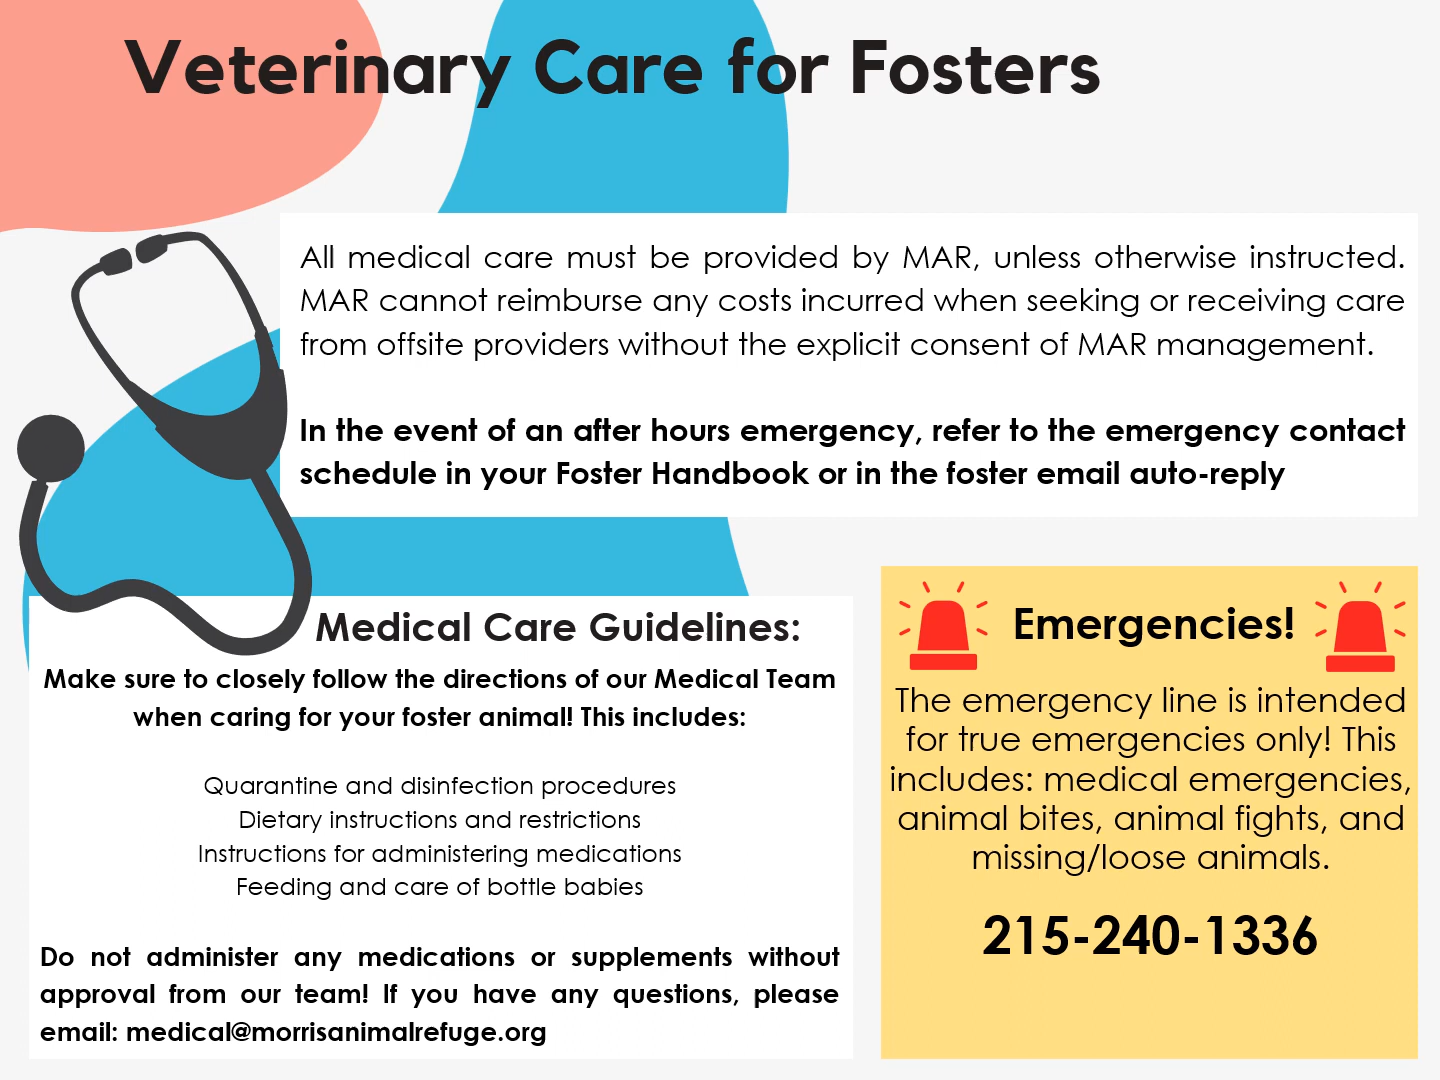 Veterinary Care for Fosters
All medical care must be provided by MAR, unless otherwise instructed.
MAR cannot reimburse any costs incurred when seeking or receiving care
from offsite providers without the explicit consent of MAR management.
In the event of an after hours emergency, refer to the emergency contact
schedule in your Foster Handbook or in the foster email auto-reply
Medical Care Guidelines:
Make sure to closely follow the directions of our Medical Team
when caring for your foster animal! This includes:
Quarantine and disinfection procedures
Dietary instructions and restrictions
Instructions for administering medications
Feeding and care of bottle babies
Do not administer any medications or supplements without
approval from our team! If you have any questions, please
email: medical@morrisanimalrefuge.org
Emergencies!
The emergency line is intended
for true emergencies only! This
includes: medical emergencies,
animal bites, animal fights, and
missing/loose animals.
215-240-1336